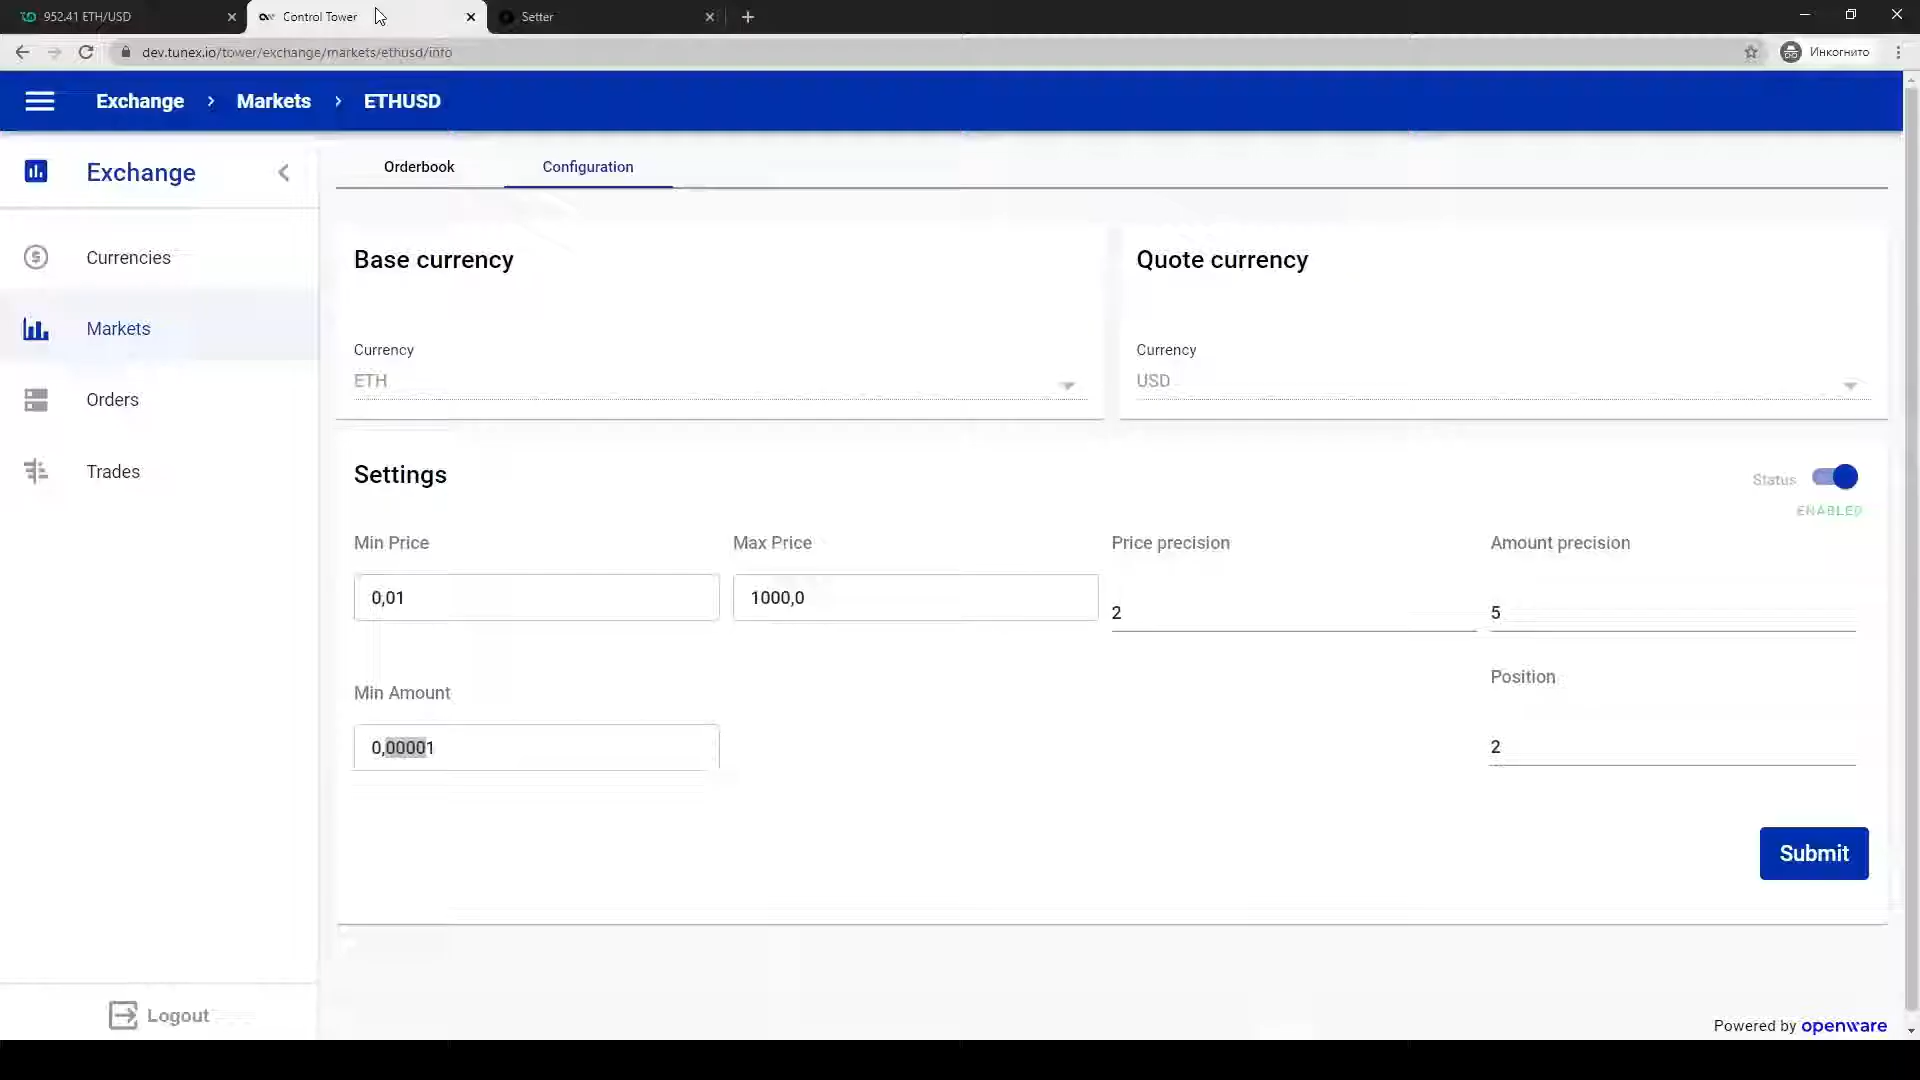 952.41 ETH/USD
Control Tower
Setter
dev.tunex.io/tower/exchange/markets/ethusd/info
Инкогнито
Exchange > Markets > ETHUSD
Exchange
Orderbook
Configuration
Currencies
Markets
Orders
Trades
Base currency
Currency
ETH
Quote currency
Currency
USD
Settings
Status
ENABLED
Min Price
Max Price
Price precision
Amount precision
0,01
1000,0
2
5
Min Amount
Position
0,00001
2
Submit
Logout
Powered by openware